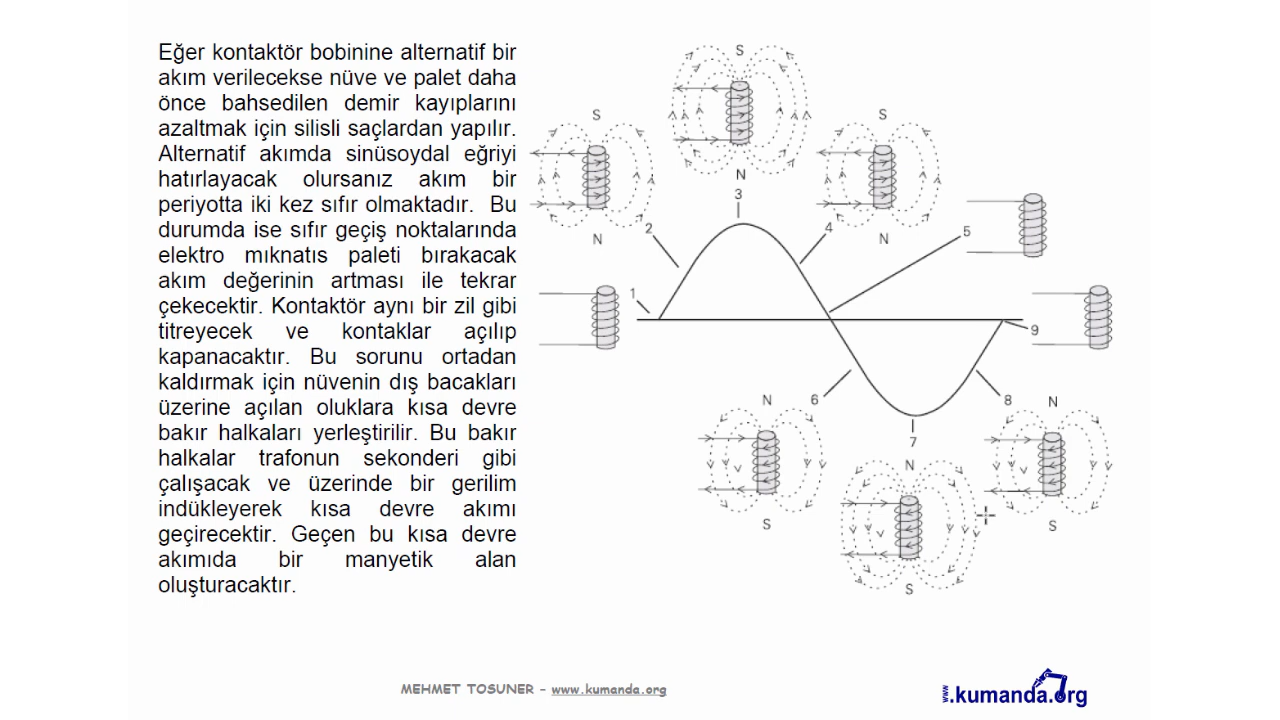 Eğer kontaktör bobinine alternatif bir
akım verilecekse nüve ve palet daha
önce bahsedilen demir kayıplarını
azaltmak için silisli saçlardan yapılır.
Alternatif akımda sinüsoydal eğriyi
hatırlayacak olursanız akım bir
periyotta iki kez sıfır olmaktadır. Bu
durumda ise sıfır geçiş noktalarında
elektro mıknatıs paleti bırakacak
akım değerinin artması ile tekrar
çekecektir. Kontaktör aynı bir zil gibi
titreyecek ve kontaklar açılıp
kapanacaktır. Bu sorunu ortadan
kaldırmak için nüvenin dış bacakları
üzerine açılan oluklara kısa devre
bakır halkaları yerleştirilir. Bu bakır
halkalar trafonun sekonderi gibi
çalışacak ve üzerinde bir gerilim
indükleyerek kısa devre akımı
geçirecektir. Geçen bu kısa devre
akımıda bir manyetik alan
oluşturacaktır.
S
S
S
N
3
N
N
2
4
5
1
9
N
6
8
N
7
N
S
S
S
MEHMET TOSUNER - www.kumanda.org
www.kumanda.org